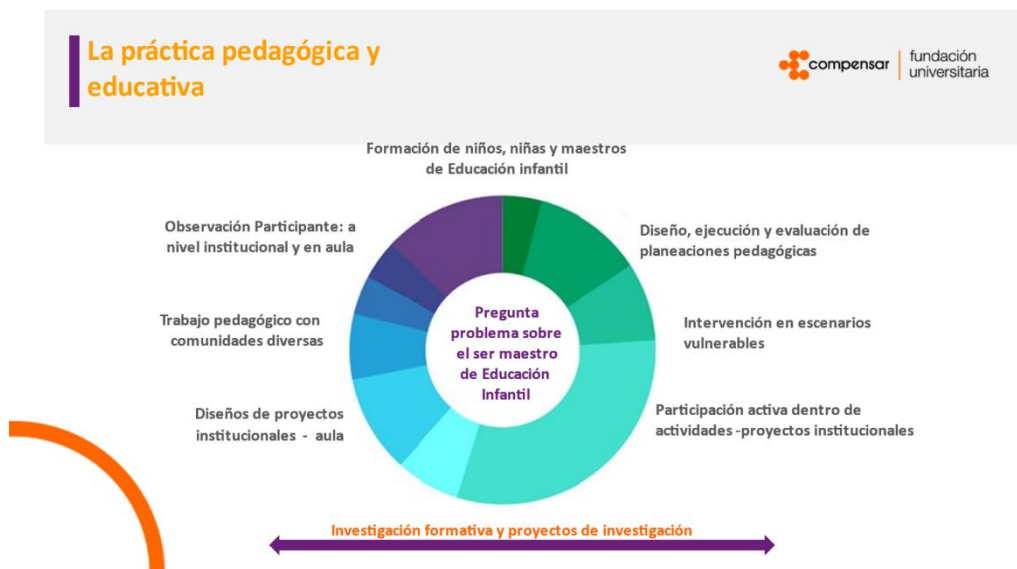 La práctica pedagógica y
educativa
compensar
fundación
universitaria
Formación de niños, niñas y maestros
de Educación infantil
Observación Participante: a
nivel institucional y en aula
Diseño, ejecución y evaluación de
planeaciones pedagógicas
Trabajo pedagógico con
comunidades diversas
Pregunta
problema sobre
el ser maestro
de Educación
Infantil
Intervención en escenarios
vulnerables
Diseños de proyectos
institucionales - aula
Participación activa dentro de
actividades -proyectos institucionales
Investigación formativa y proyectos de investigación